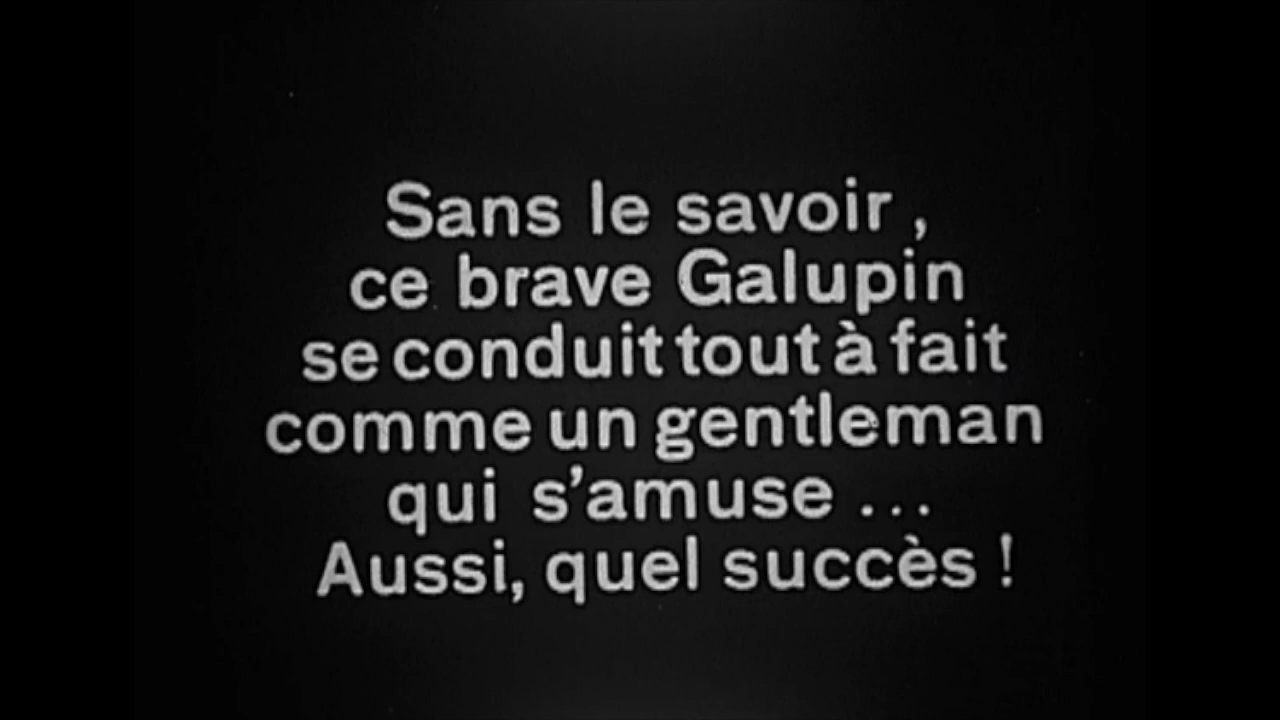 Sans le savoir ,
ce brave Galupin
se conduit tout à fait
comme un gentleman
qui s'amuse ...
Aussi, quel succès !